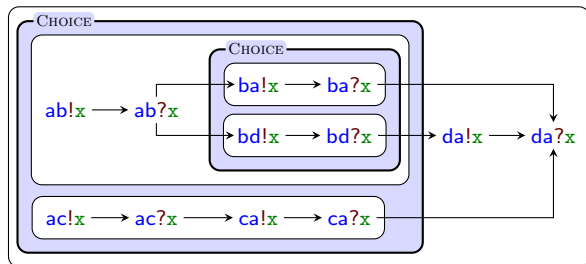 CHOICE
CHOICE
ba!x ba?x
ab!x ab?x
bd!x bd?x da!x da?x
ac!x ac?x ca!x ca?x